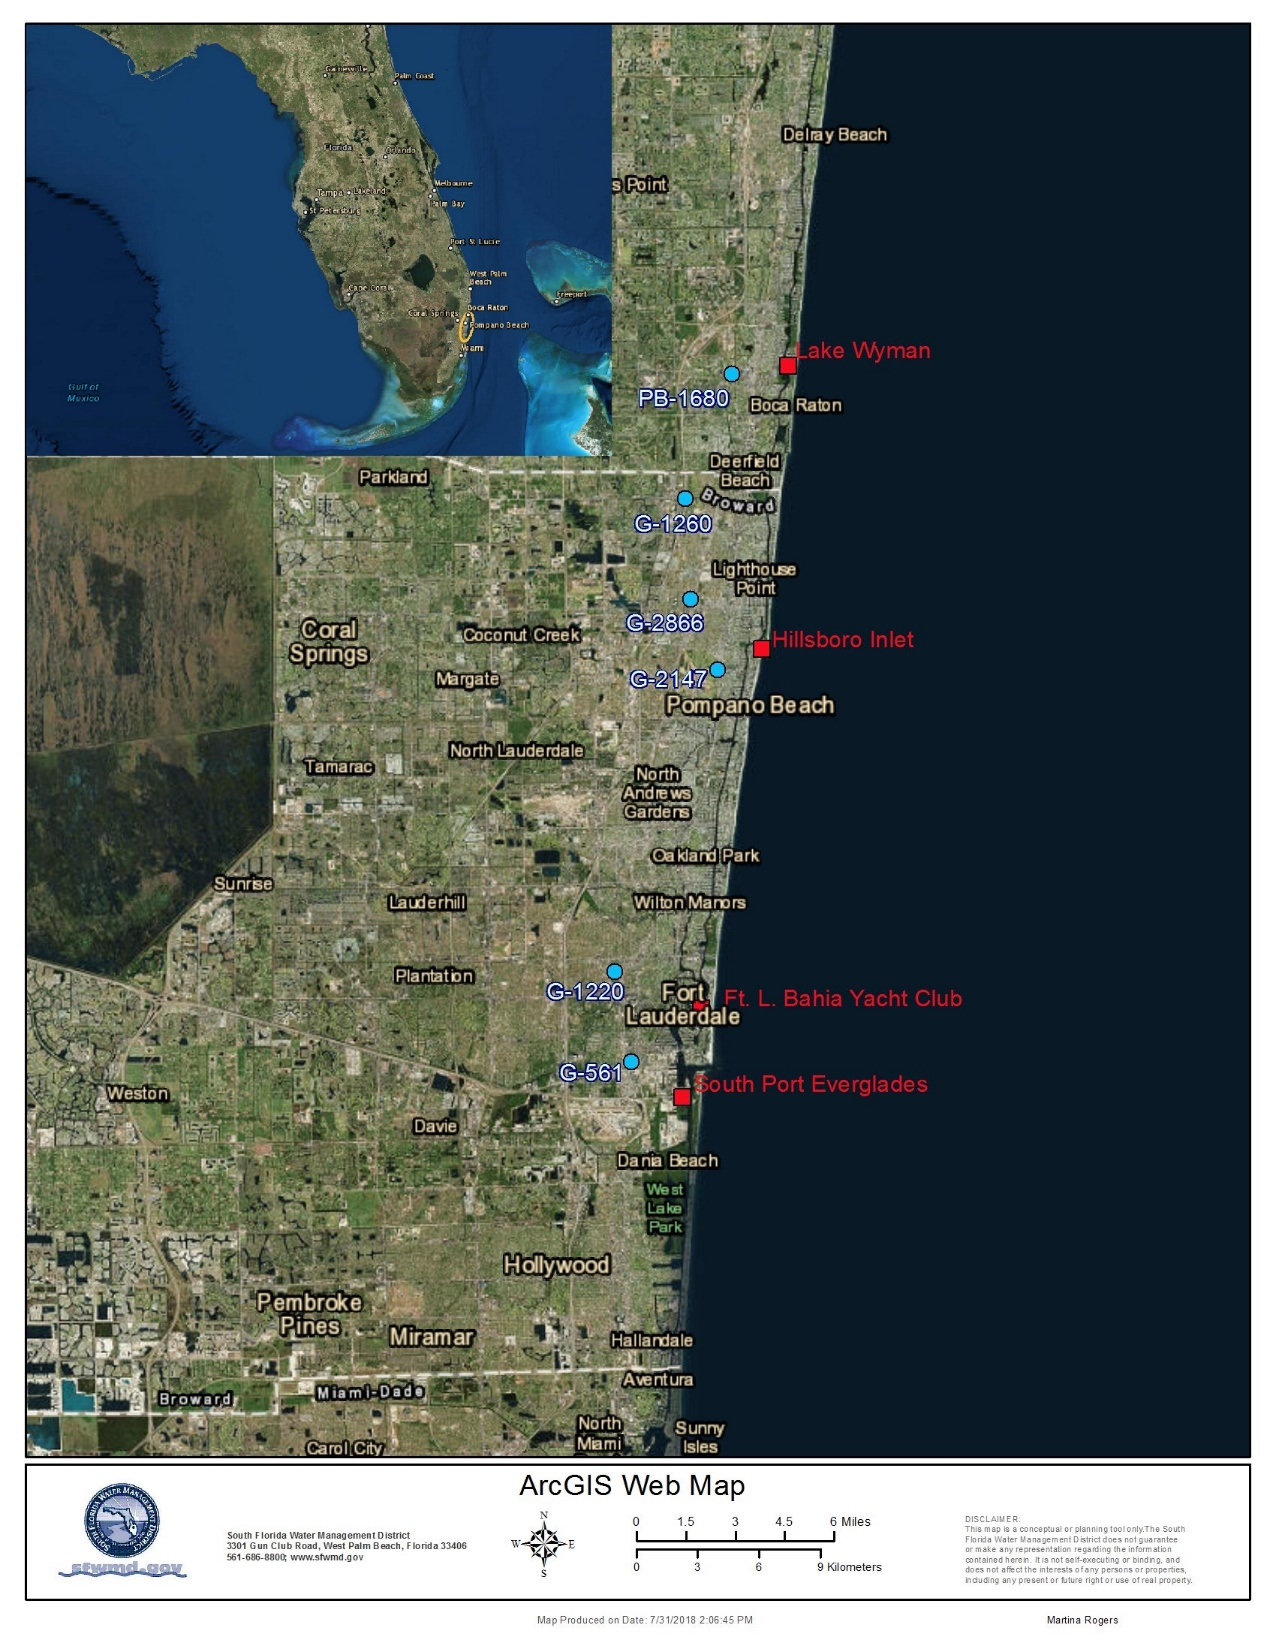 Gainesville
Palm Coast
Florida
Orlando
Tampa
Lakeland
St Petersburg
Melbourne
Palm Bay
Port St Lucie
West Palm
Beach
Freeport
Cape Coral
Boca Raton
Coral Springs
Pompano Beach
Miami
Gulf of
Mexico
Delray Beach
s Point
Lake Wyman
PB-1680
Boca Raton
Deerfield
Beach
Parkland
Broward
G-1260
Lighthouse
Point
G-2866
Coral
Springs
Coconut Creek
Hillsboro Inlet
Margate
G-2147
Pompano Beach
North Lauderdale
Tamarac
North
Andrews
Gardens
Oakland Park
Sunrise
Lauderhill
Wilton Manors
Plantation
G-1220
Fort
Lauderdale
Ft. L. Bahia Yacht Club
G-561
South Port Everglades
Weston
Davie
Dania Beach
West
Lake
Park
Hollywood
Pembroke
Pines
Miramar
Hallandale
Aventura
Broward
Miami-Dade
North
Miami
Sunny
Isles
Carol City
ArcGIS Web Map
SOUTH FLORIDA WATER MANAGEMENT DISTRICT
sfwmd.gov
South Florida Water Management District
3301 Gun Club Road, West Palm Beach, Florida 33406
561-686-8800; www.sfwmd.gov
N
W E
S
0 1.5 3 4.5 6 Miles
0 3 6 9 Kilometers
DISCLAIMER:
This map is a conceptual or planning tool only.The South
Florida Water Management District does not guarantee
or make any representation regarding the information
contained herein. It is not self-executing or binding, and
does not affect the interests of any persons or properties,
including any present or future right or use of real property.
Map Produced on Date: 7/31/2018 2:06:45 PM
Martina Rogers